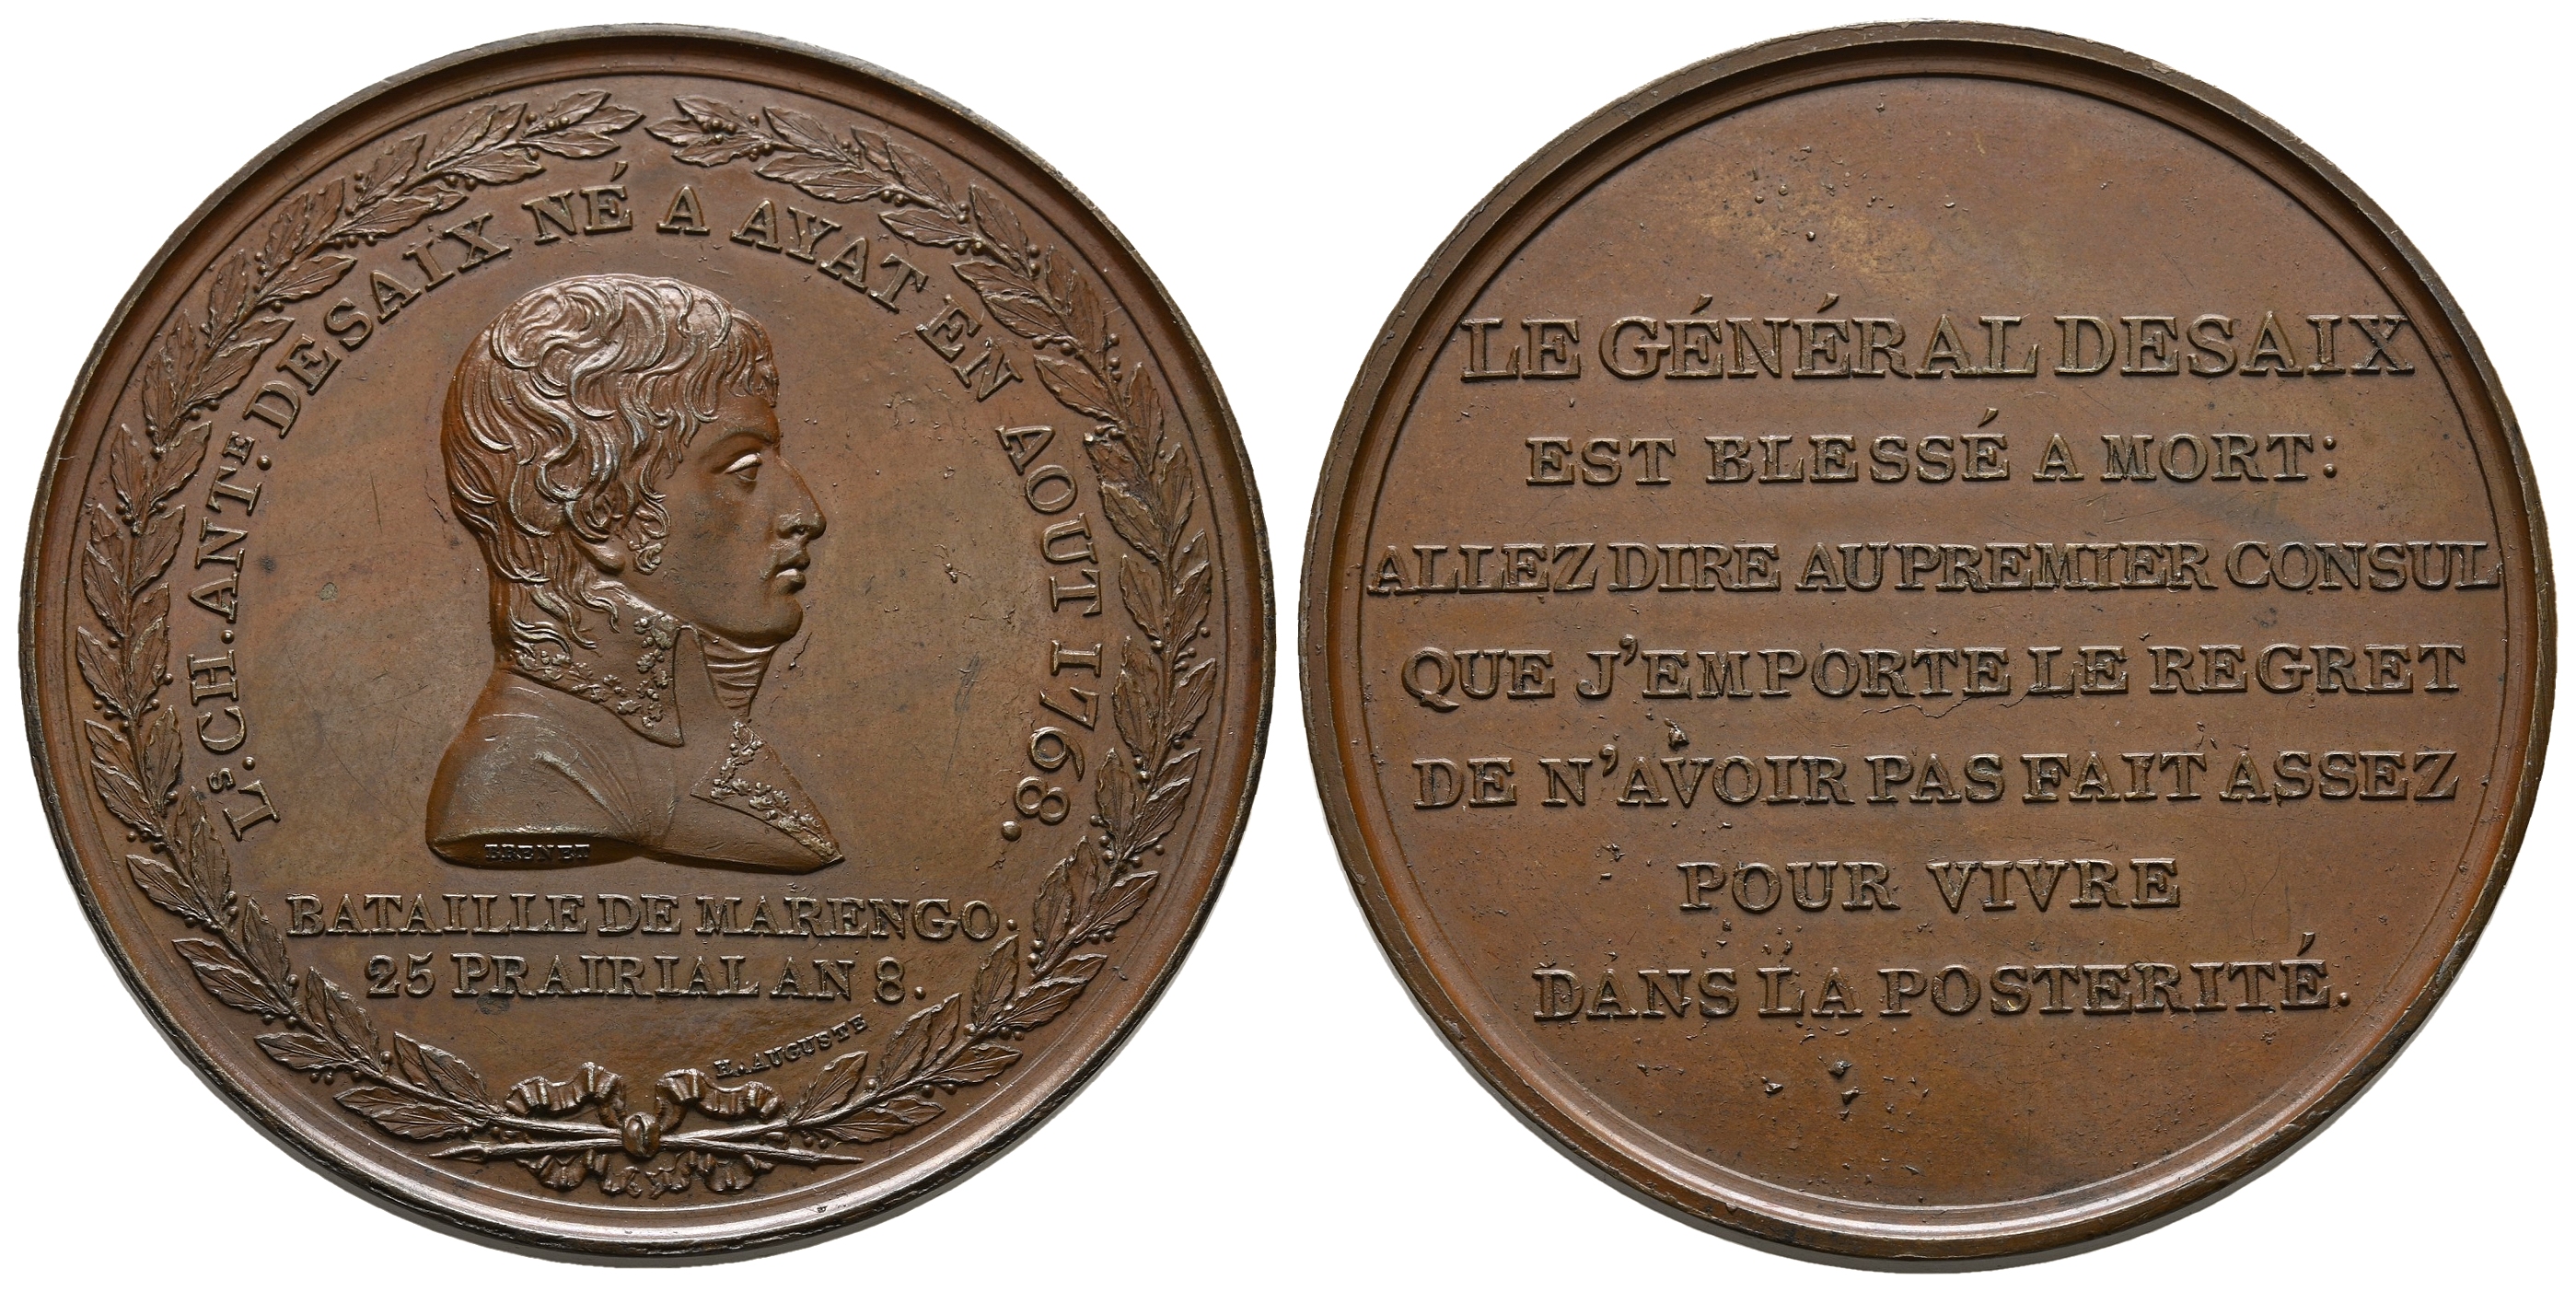 Lˢ. CH. ANTᴱ. DESAIX NÉ A AYAT EN AOUT 1768.
BRENET
BATAILLE DE MARENGO.
25 PRAIRIAL AN 8.
H. AUGUSTE
LE GÉNÉRAL DESAIX
EST BLESSÉ A MORT:
ALLEZ DIRE AU PREMIER CONSUL
QUE J'EMPORTE LE REGRET
DE N'AVOIR PAS FAIT ASSEZ
POUR VIVRE
DANS LA POSTERITÉ.